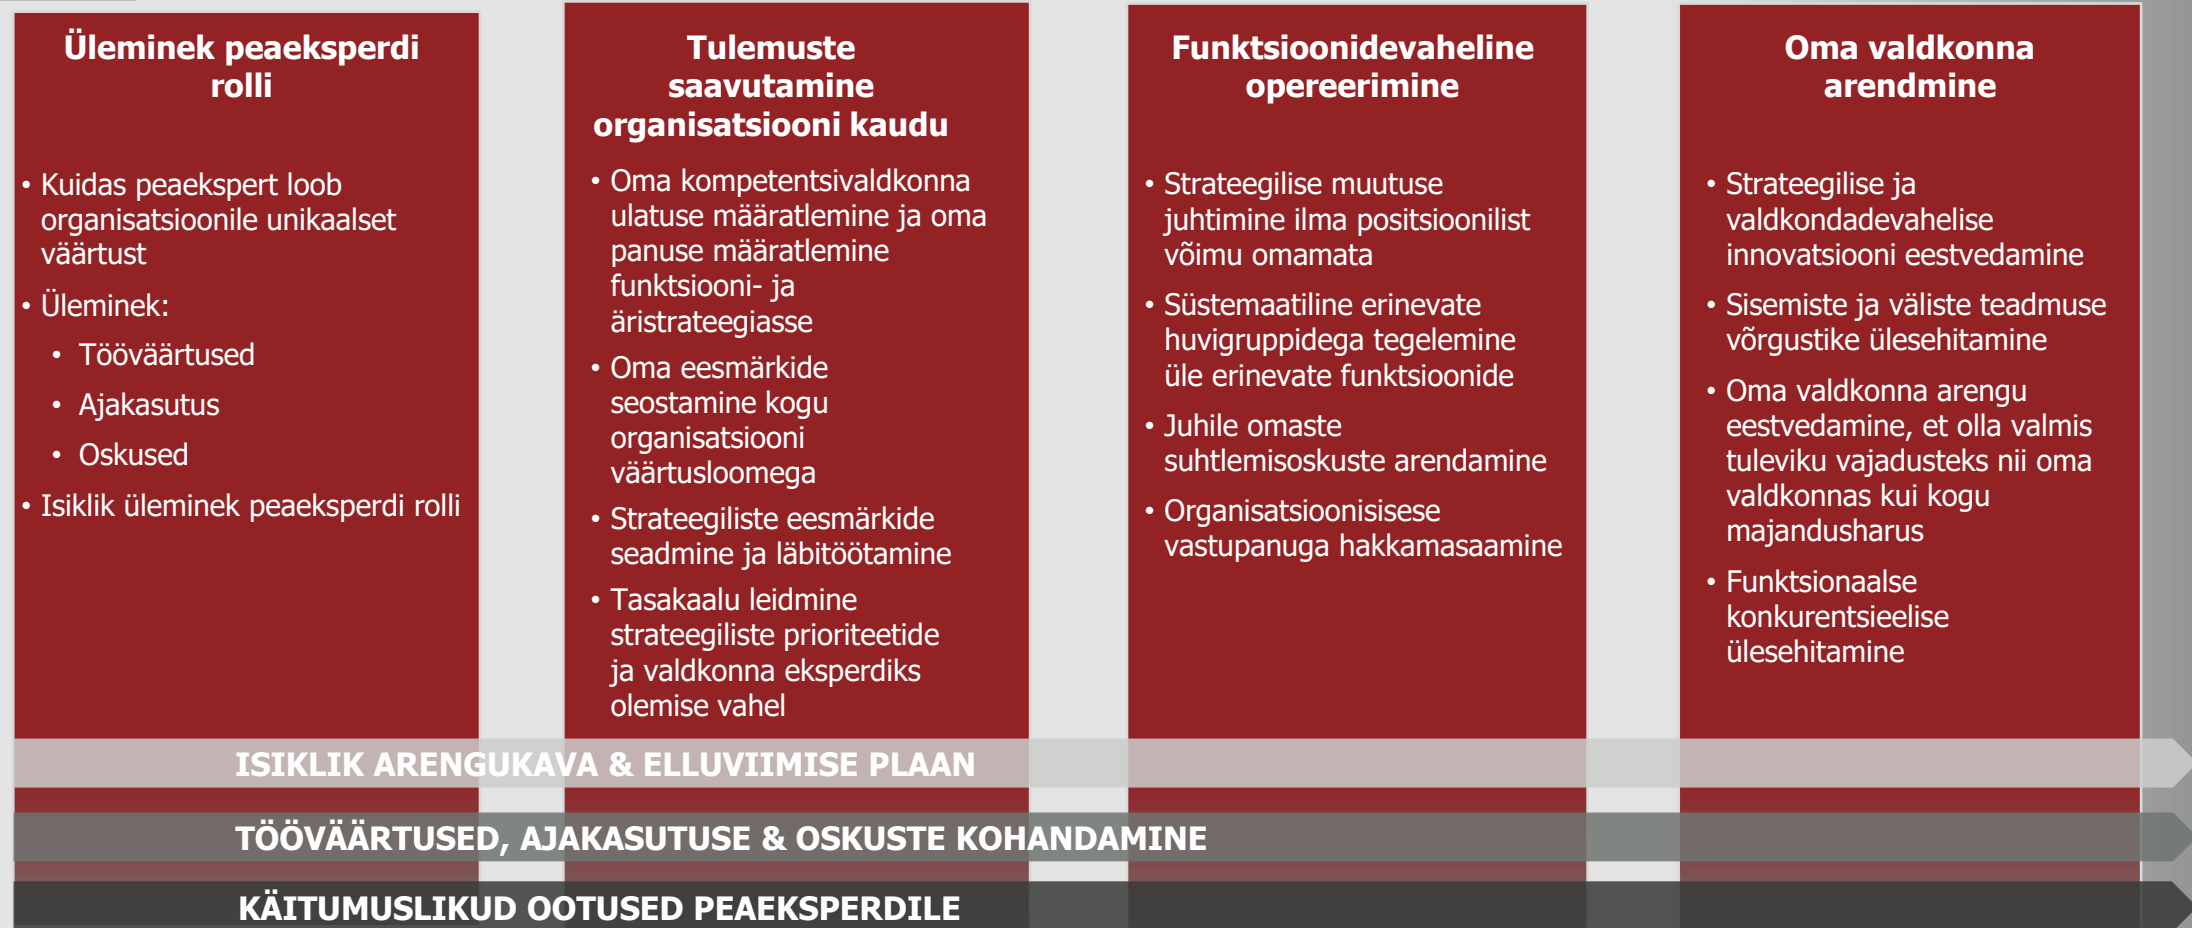 Üleminek peaeksperdi
rolli
• Kuidas peaekspert loob
organisatsioonile unikaalset
väärtust
• Üleminek:
• Tööväärtused
• Ajakasutus
• Oskused
• Isiklik üleminek peaeksperdi rolli
Tulemuste
saavutamine
organisatsiooni kaudu
• Oma kompetentsivaldkonna
ulatuse määratlemine ja oma
panuse määratlemine
funktsiooni- ja
äristrateegiasse
• Oma eesmärkide
seostamine kogu
organisatsiooni
väärtusloomega
• Strateegiliste eesmärkide
seadmine ja läbitöötamine
• Tasakaalu leidmine
strateegiliste prioriteetide
ja valdkonna eksperdiks
olemise vahel
Funktsioonidevaheline
opereerimine
• Strateegilise muutuse
juhtimine ilma positsioonilist
võimu omamata
• Süstemaatiline erinevate
huvigruppidega tegelemine
üle erinevate funktsioonide
• Juhile omaste
suhtlemisoskuste arendamine
• Organisatsioonisisese
vastupanuga hakkamasaamine
Oma valdkonna
arendmine
• Strateegilise ja
valdkondadevahelise
innovatsiooni eestvedamine
• Sisemiste ja väliste teadmuse
võrgustike ülesehitamine
• Oma valdkonna arengu
eestvedamine, et olla valmis
tuleviku vajadusteks nii oma
valdkonnas kui kogu
majandusharus
• Funktsionaalse
konkurentsieelise
ülesehitamine
ISIKLIK ARENGUKAVA & ELLUVIIMISE PLAAN
TÖÖVÄÄRTUSED, AJAKASUTUSE & OSKUSTE KOHANDAMINE
KÄITUMUSLIKUD OOTUSED PEAEKSPERDILE